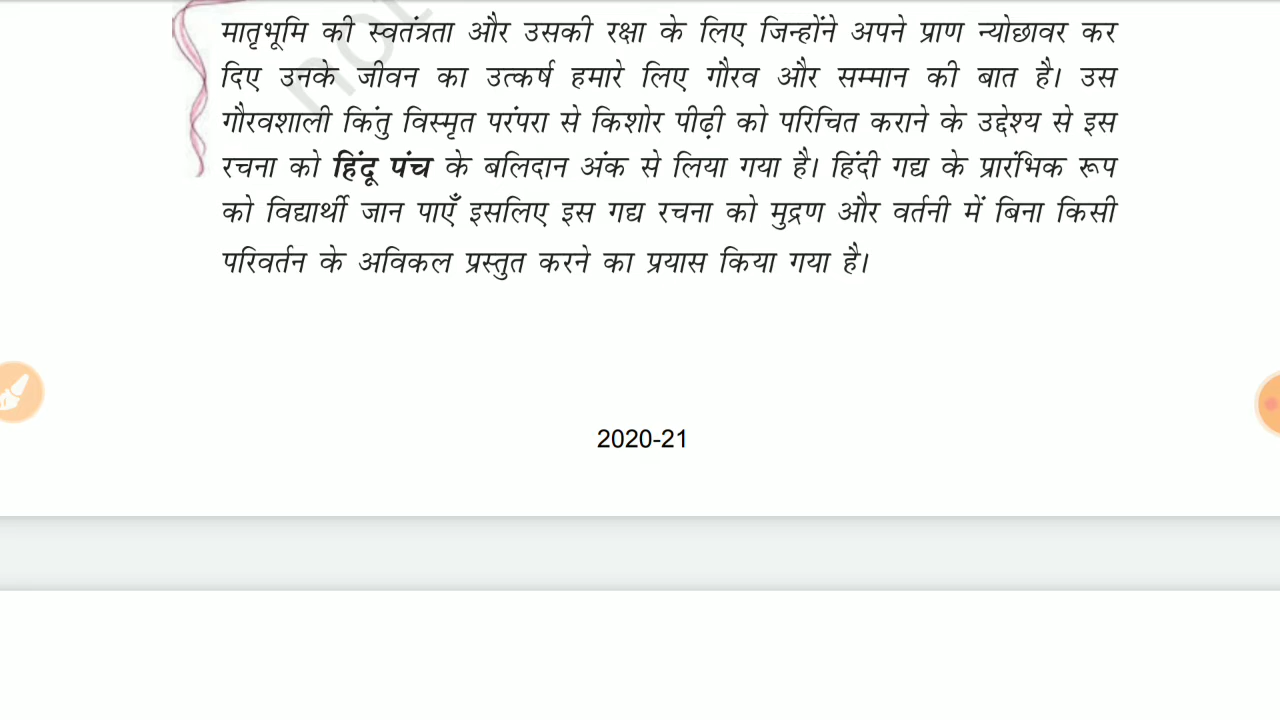 मातृभूमि की स्वतंत्रता और उसकी रक्षा के लिए जिन्होंने अपने प्राण न्योछावर कर
दिए उनके जीवन का उत्कर्ष हमारे लिए गौरव और सम्मान की बात है। उस
गौरवशाली किंतु विस्मृत परंपरा से किशोर पीढ़ी को परिचित कराने के उद्देश्य से इस
रचना को हिंदू पंच के बलिदान अंक से लिया गया है। हिंदी गद्य के प्रारंभिक रूप
को विद्यार्थी जान पाएँ इसलिए इस गद्य रचना को मुद्रण और वर्तनी में बिना किसी
परिवर्तन के अविकल प्रस्तुत करने का प्रयास किया गया है।
not
2020-21